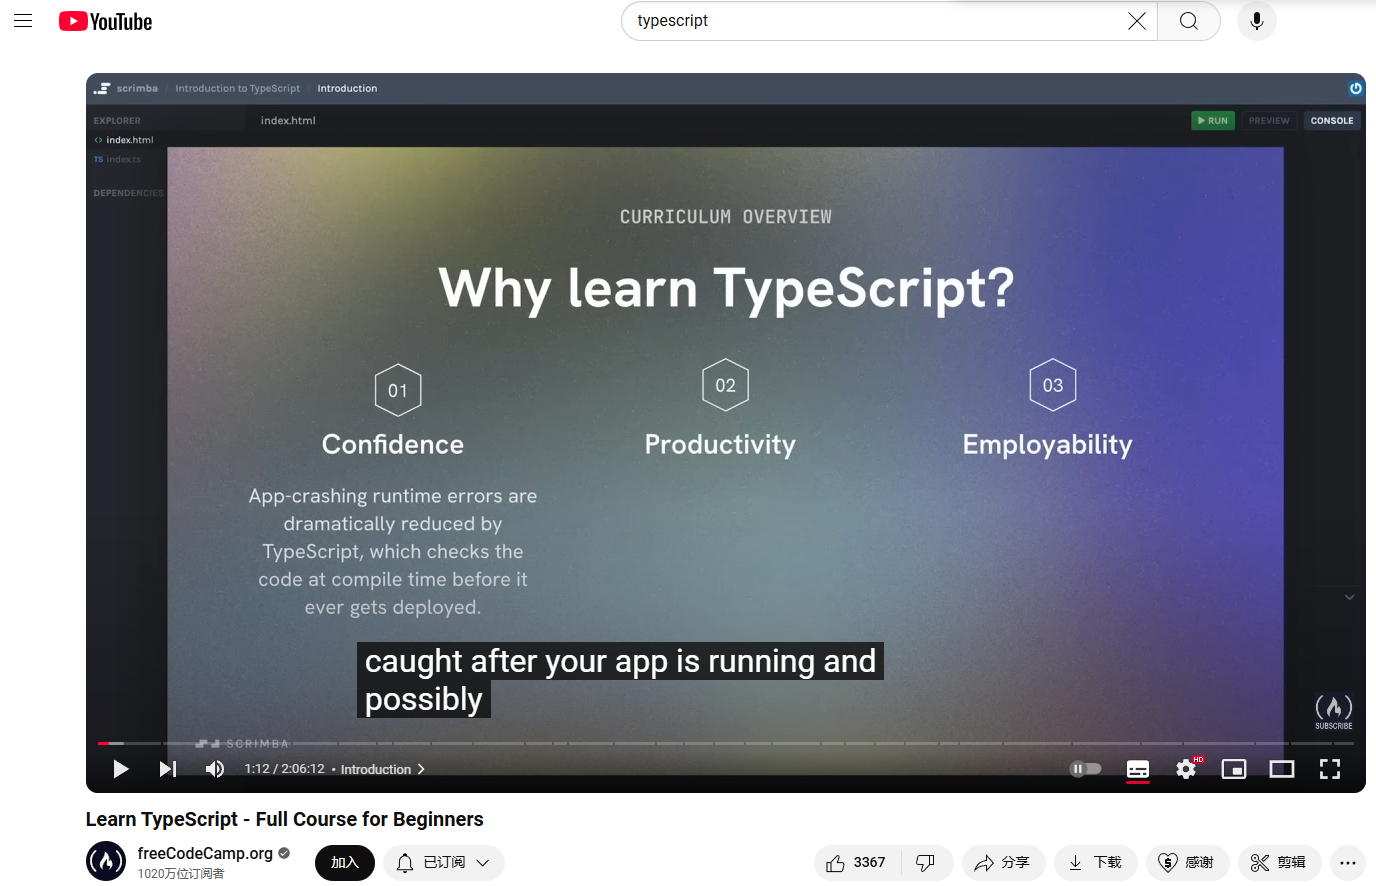 YouTube
typescript
scrimba / Introduction to TypeScript / Introduction
EXPLORER
index.html
RUN
PREVIEW
CONSOLE
<> index.html
TS index.ts
DEPENDENCIES
CURRICULUM OVERVIEW
Why learn TypeScript?
01
02
03
Confidence
Productivity
Employability
App-crashing runtime errors are
dramatically reduced by
TypeScript, which checks the
code at compile time before it
ever gets deployed.
caught after your app is running and
possibly
SUBSCRIBE
SCRIMBA
1:12 / 2:06:12 • Introduction
HD
Learn TypeScript - Full Course for Beginners
freeCodeCamp.org
1020万位订阅者
加入
已订阅
3367
分享
下载
感谢
剪辑